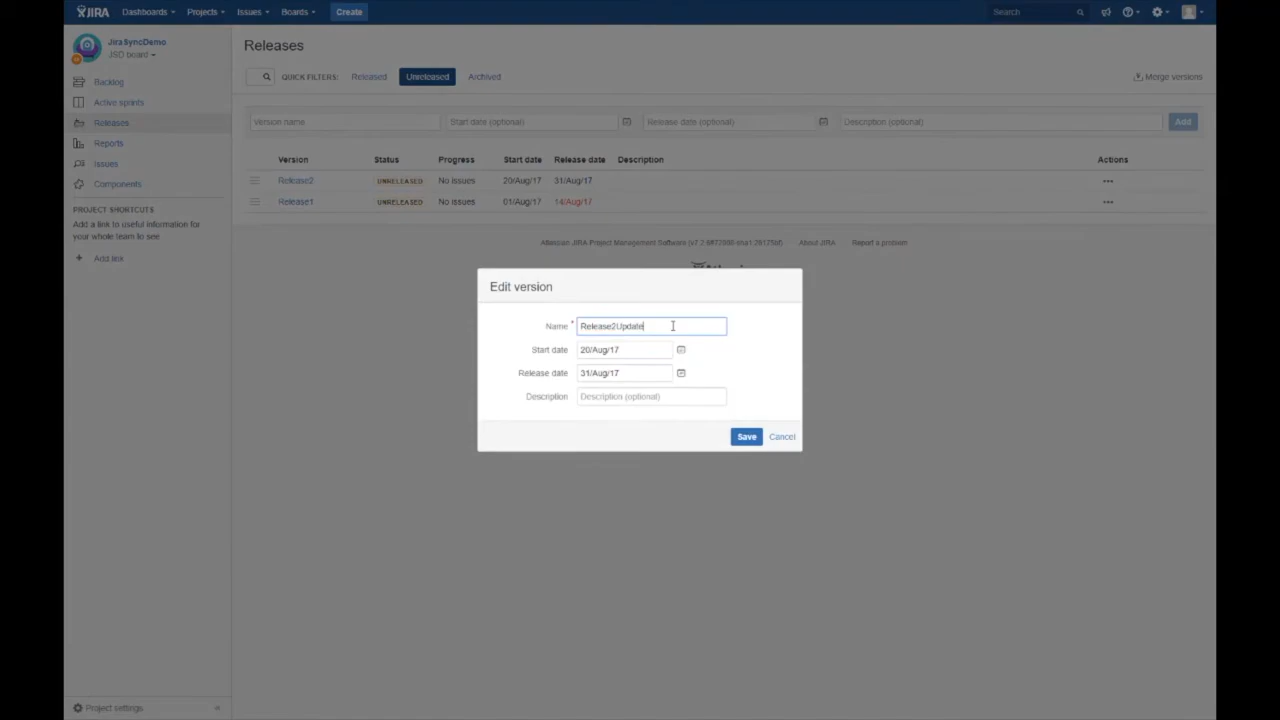 JIRA Dashboards Projects Issues Boards Create Search
JiraSyncDemo
JSD board
Backlog
Active sprints
Releases
Reports
Issues
Components
PROJECT SHORTCUTS
Add a link to useful information for
your whole team to see
+ Add link
Project settings
Releases
QUICK FILTERS: Released Unreleased Archived Merge versions
Version name Start date (optional) Release date (optional) Description (optional) Add
Version Status Progress Start date Release date Description Actions
Release2 UNRELEASED No issues 20/Aug/17 31/Aug/17
Release1 UNRELEASED No issues 01/Aug/17 14/Aug/17
Atlassian JIRA Project Management Software About JIRA Report a problem
Edit version
Name * Release2Update
Start date 20/Aug/17
Release date 31/Aug/17
Description Description (optional)
Save Cancel